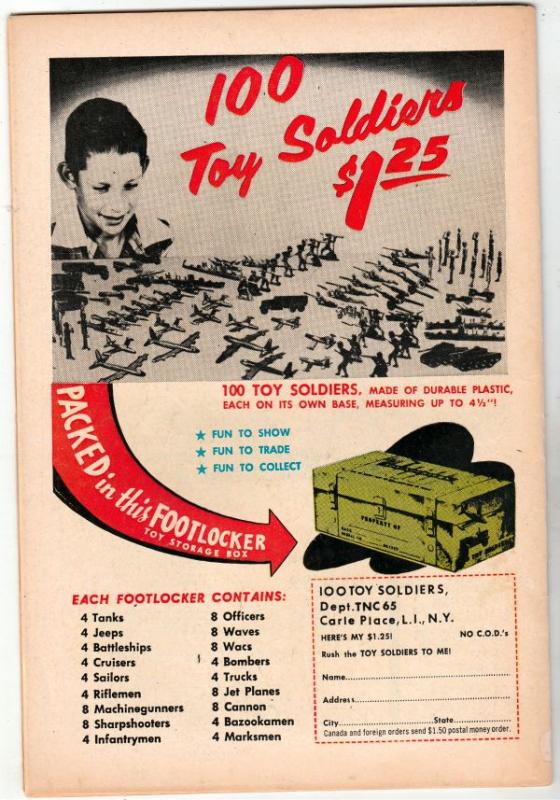 100
Toy Soldiers
$1.25
100 TOY SOLDIERS, MADE OF DURABLE PLASTIC,
EACH ON ITS OWN BASE, MEASURING UP TO 4½"!
PACKED in this FOOTLOCKER
TOY STORAGE BOX
★ FUN TO SHOW
★ FUN TO TRADE
★ FUN TO COLLECT
PROPERTY OF
EACH FOOTLOCKER CONTAINS:
4 Tanks
4 Jeeps
4 Battleships
4 Cruisers
4 Sailors
4 Riflemen
8 Machinegunners
8 Sharpshooters
4 Infantrymen
8 Officers
8 Waves
8 Wacs
4 Bombers
4 Trucks
8 Jet Planes
8 Cannon
4 Bazookamen
4 Marksmen
100 TOY SOLDIERS,
Dept. TNC 65
Carle Place, L.I., N.Y.
HERE'S MY $1.25! NO C.O.D.'s
Rush the TOY SOLDIERS TO ME!
Name
Address
City State
Canada and foreign orders send $1.50 postal money order.